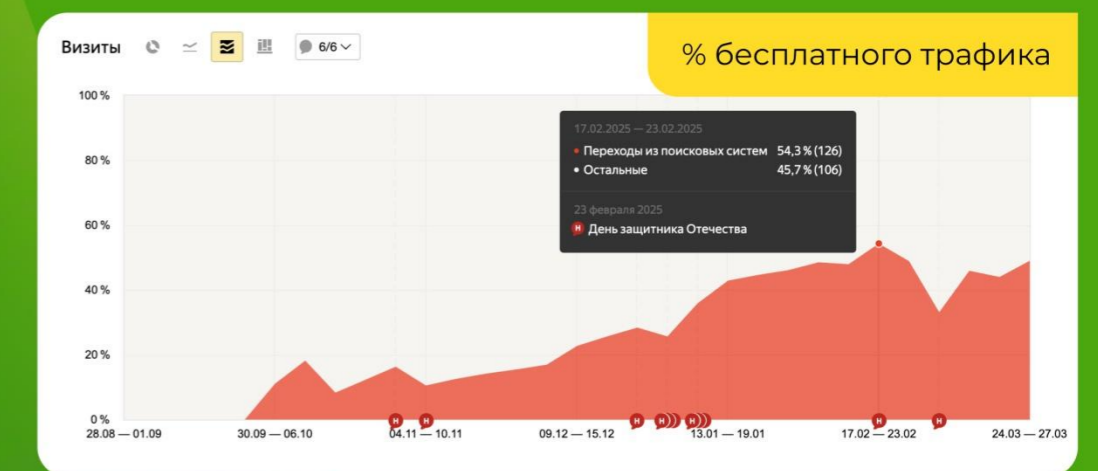 Визиты
6/6
% бесплатного трафика
100 %
80 %
60 %
40 %
20 %
0 %
17.02.2025 — 23.02.2025
Переходы из поисковых систем 54,3 % (126)
Остальные 45,7 % (106)
23 февраля 2025
Н День защитника Отечества
Н Н Н Н Н Н Н
28.08 — 01.09 30.09 — 06.10 04.11 — 10.11 09.12 — 15.12 13.01 — 19.01 17.02 — 23.02 24.03 — 27.03